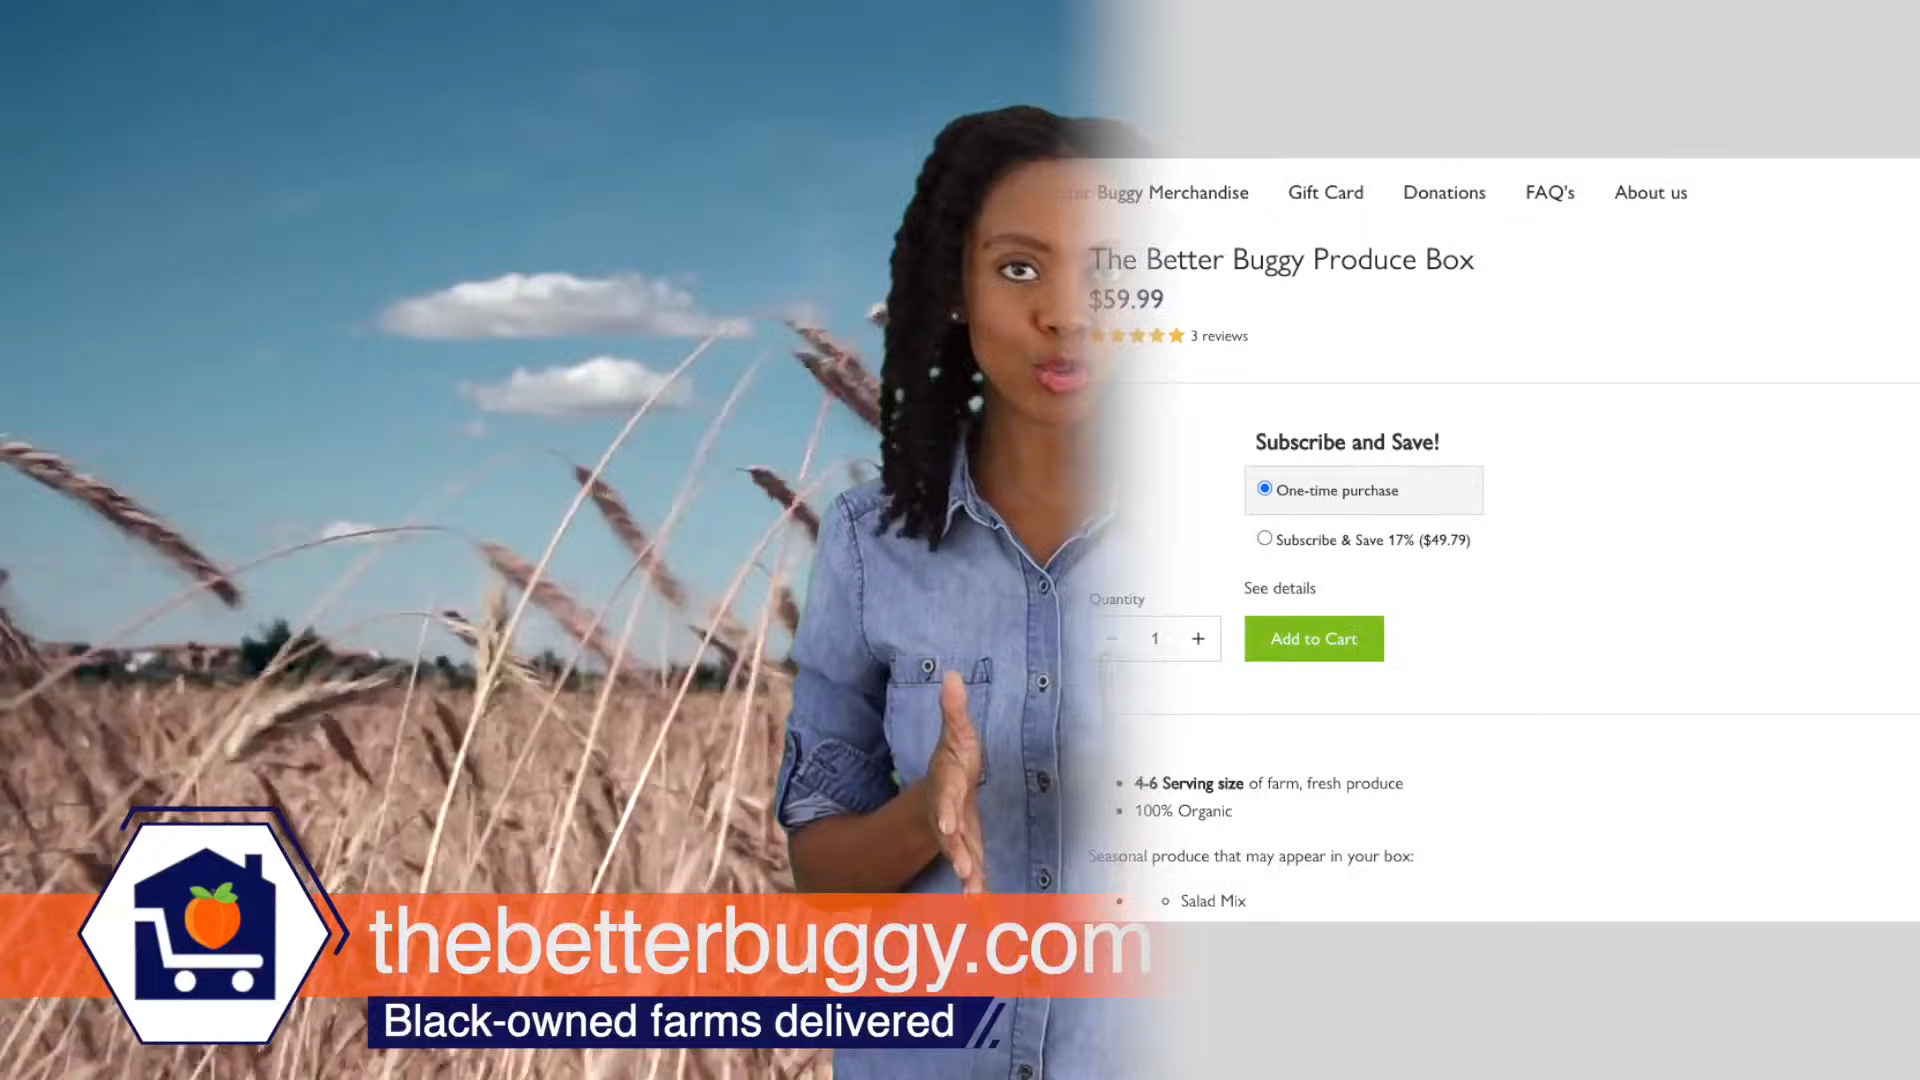 Buggy Merchandise Gift Card Donations FAQ's About us
The Better Buggy Produce Box
$59.99
3 reviews
Subscribe and Save!
One-time purchase
Subscribe & Save 17% ($49.79)
See details
Quantity
− 1 +
Add to Cart
4-6 Serving size of farm, fresh produce
100% Organic
Seasonal produce that may appear in your box:
Salad Mix
thebetterbuggy.com
Black-owned farms delivered